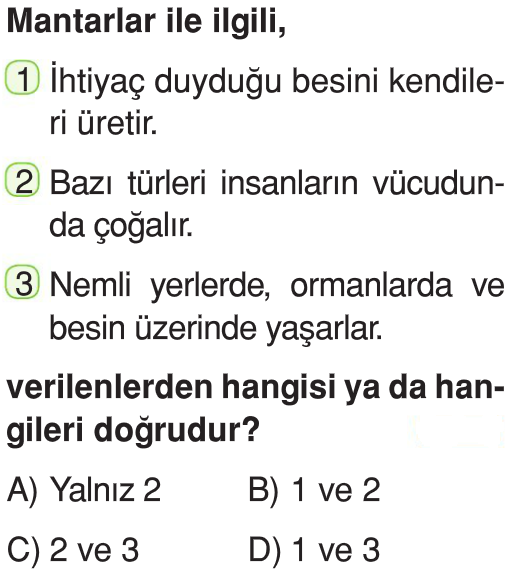 Mantarlar ile ilgili,
1 İhtiyaç duyduğu besini kendile-
ri üretir.
2 Bazı türleri insanların vücudun-
da çoğalır.
3 Nemli yerlerde, ormanlarda ve
besin üzerinde yaşarlar.
verilenlerden hangisi ya da han-
gileri doğrudur?
A) Yalnız 2 B) 1 ve 2
C) 2 ve 3 D) 1 ve 3